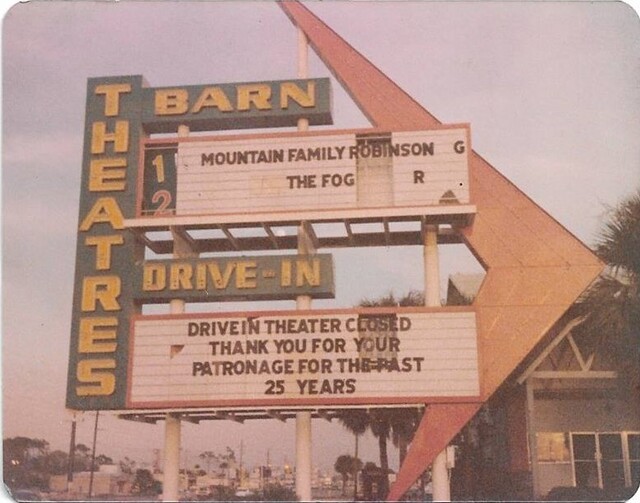 THEATRES
BARN
1 MOUNTAIN FAMILY ROBINSON G
2 THE FOG R
DRIVE-IN
DRIVEIN THEATER CLOSED
THANK YOU FOR YOUR
PATRONAGE FOR THE PAST
25 YEARS